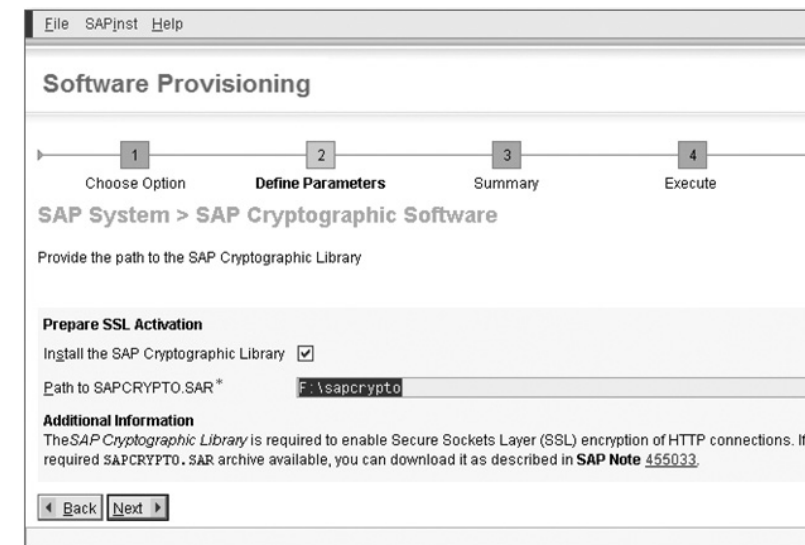 File SAPinst Help
Software Provisioning
1 2 3 4
Choose Option Define Parameters Summary Execute
SAP System > SAP Cryptographic Software
Provide the path to the SAP Cryptographic Library
Prepare SSL Activation
Install the SAP Cryptographic Library
Path to SAPCRYPTO.SAR* F:\sapcrypto
Additional Information
TheSAP Cryptographic Library is required to enable Secure Sockets Layer (SSL) encryption of HTTP connections. If
required SAPCRYPTO.SAR archive available, you can download it as described in SAP Note 455033.
Back Next